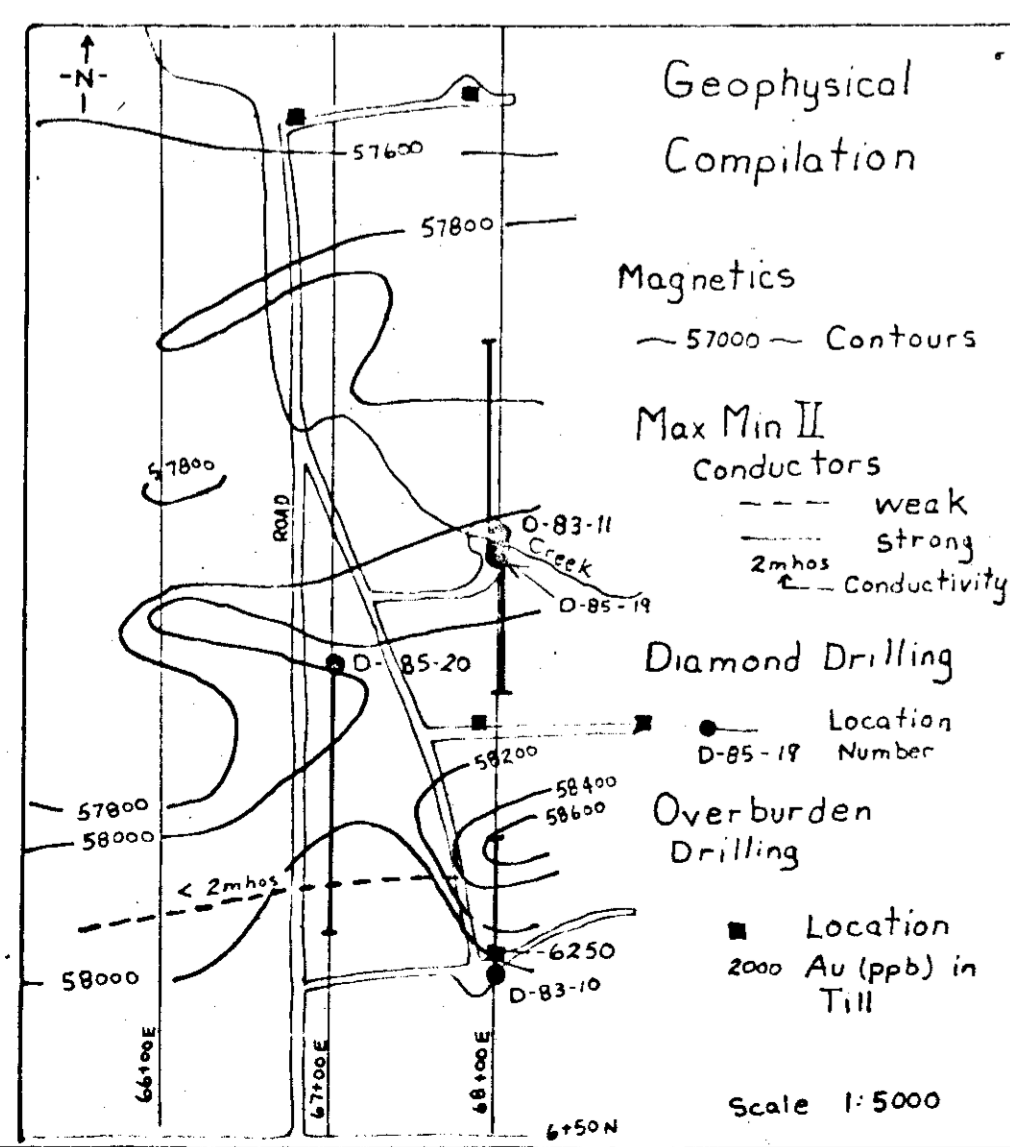 -N-
Geophysical
Compilation
57600
57800
Magnetics
57000 Contours
Max Min II
Conductors
weak
strong
2mhos
Conductivity
57800
ROAD
D-83-11
Creek
D-85-19
D-85-20
Diamond Drilling
Location
D-85-19 Number
58200
58400
58600
57800
58000
Overburden
Drilling
< 2mhos
58000
6250
D-83-10
Location
2000 Au (ppb) in
Till
66+00E
67+00E
68+00E
6+50N
Scale 1:5000